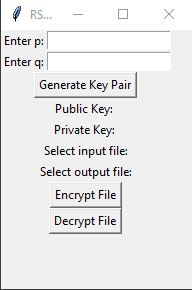 RS...
Enter p:
Enter q:
Generate Key Pair
Public Key:
Private Key:
Select input file:
Select output file:
Encrypt File
Decrypt File